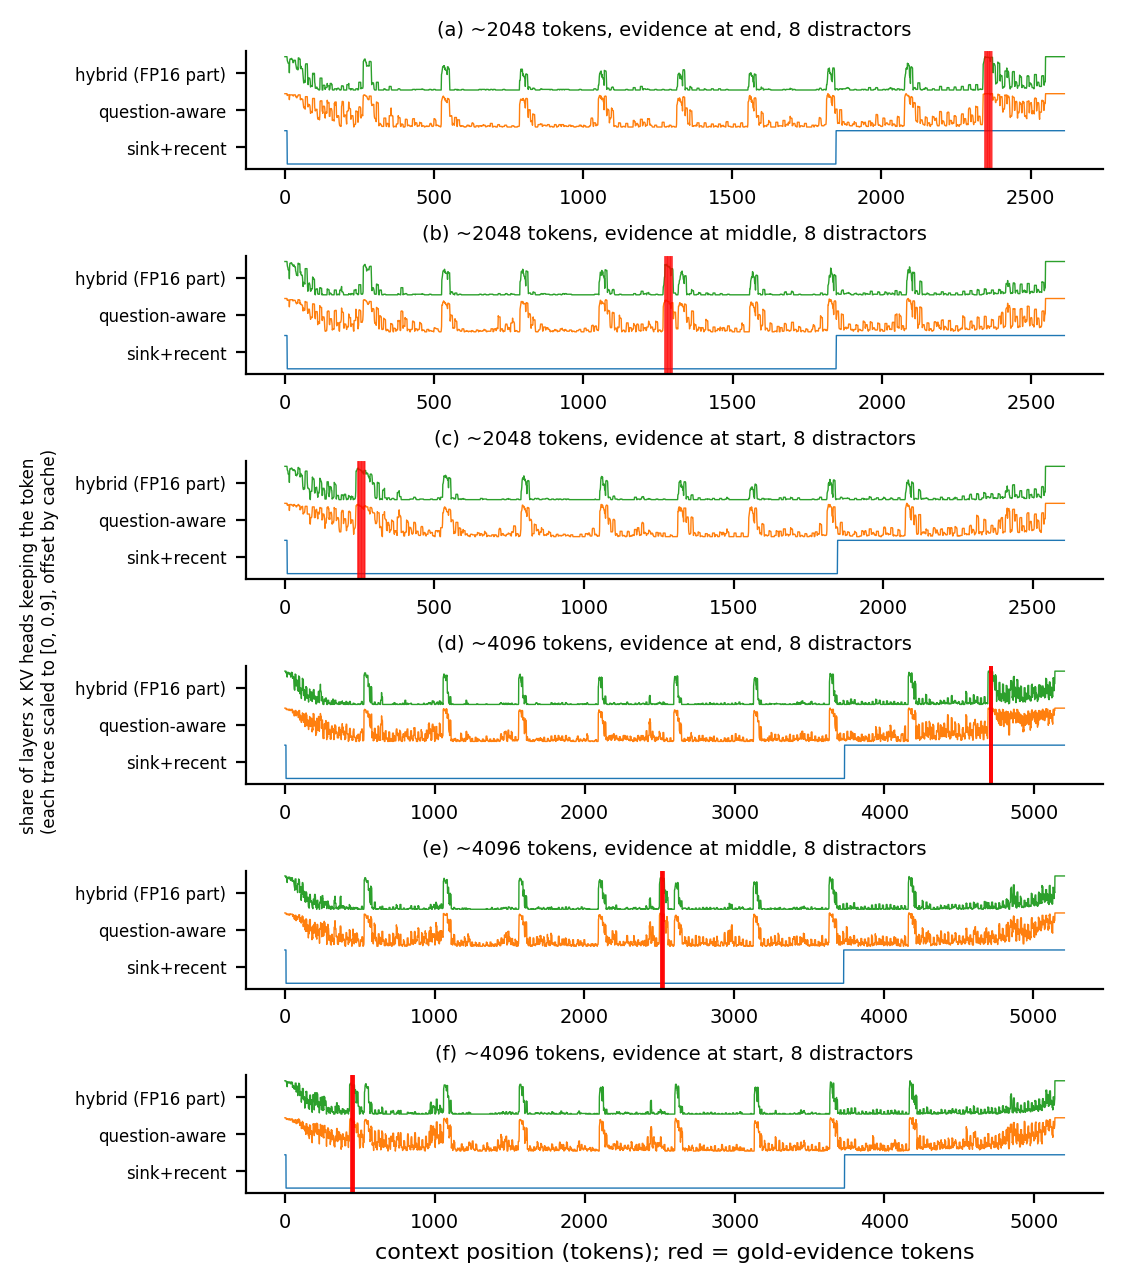 (a) ~2048 tokens, evidence at end, 8 distractors
hybrid (FP16 part)
question-aware
sink+recent
0 500 1000 1500 2000 2500
(b) ~2048 tokens, evidence at middle, 8 distractors
hybrid (FP16 part)
question-aware
sink+recent
0 500 1000 1500 2000 2500
(c) ~2048 tokens, evidence at start, 8 distractors
hybrid (FP16 part)
question-aware
sink+recent
0 500 1000 1500 2000 2500
share of layers x KV heads keeping the token
(each trace scaled to [0, 0.9], offset by cache)
(d) ~4096 tokens, evidence at end, 8 distractors
hybrid (FP16 part)
question-aware
sink+recent
0 1000 2000 3000 4000 5000
(e) ~4096 tokens, evidence at middle, 8 distractors
hybrid (FP16 part)
question-aware
sink+recent
0 1000 2000 3000 4000 5000
(f) ~4096 tokens, evidence at start, 8 distractors
hybrid (FP16 part)
question-aware
sink+recent
0 1000 2000 3000 4000 5000
context position (tokens); red = gold-evidence tokens